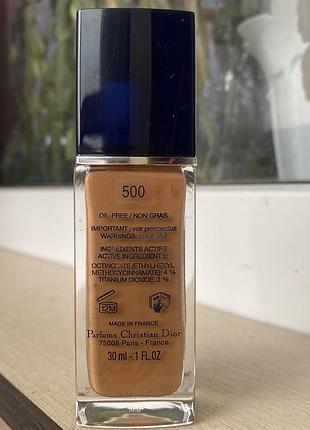 500
OIL-FREE / NON GRAS
IMPORTANT : voir prospectus
WARNINGS:
INGRÉDIENTS ACTIFS
ACTIVE INGREDIENTS:
OCTINOXATE (ETHYLHEXYL
METHOXYCINNAMATE): 4 %
TITANIUM DIOXIDE: 3 %
12M
MADE IN FRANCE
Parfums Christian Dior
75008 Paris - France
30 ml - 1 FL.OZ